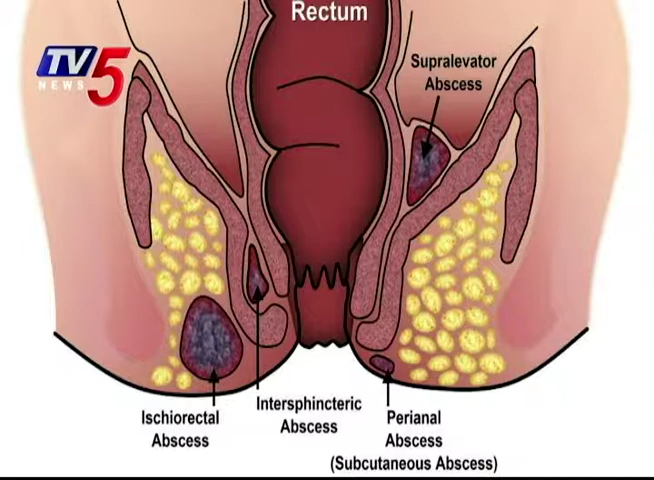 Rectum
TV5
NEWS
Supralevator
Abscess
Ischiorectal
Abscess
Intersphincteric
Abscess
Perianal
Abscess
(Subcutaneous Abscess)